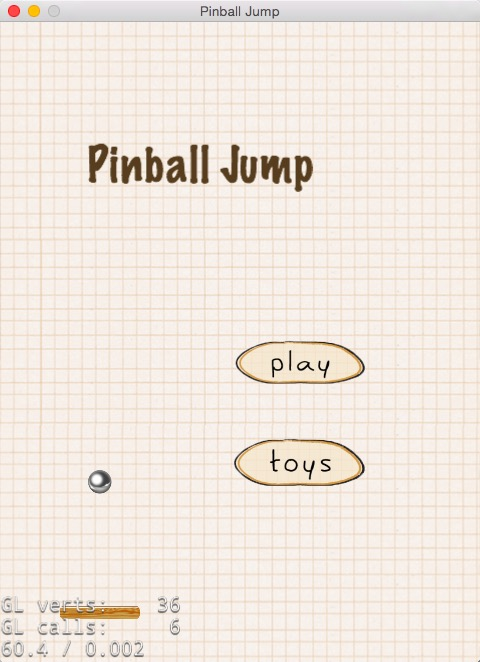 Pinball Jump
Pinball Jump
play
toys
GL verts: 36
GL calls: 6
60.4 / 0.002